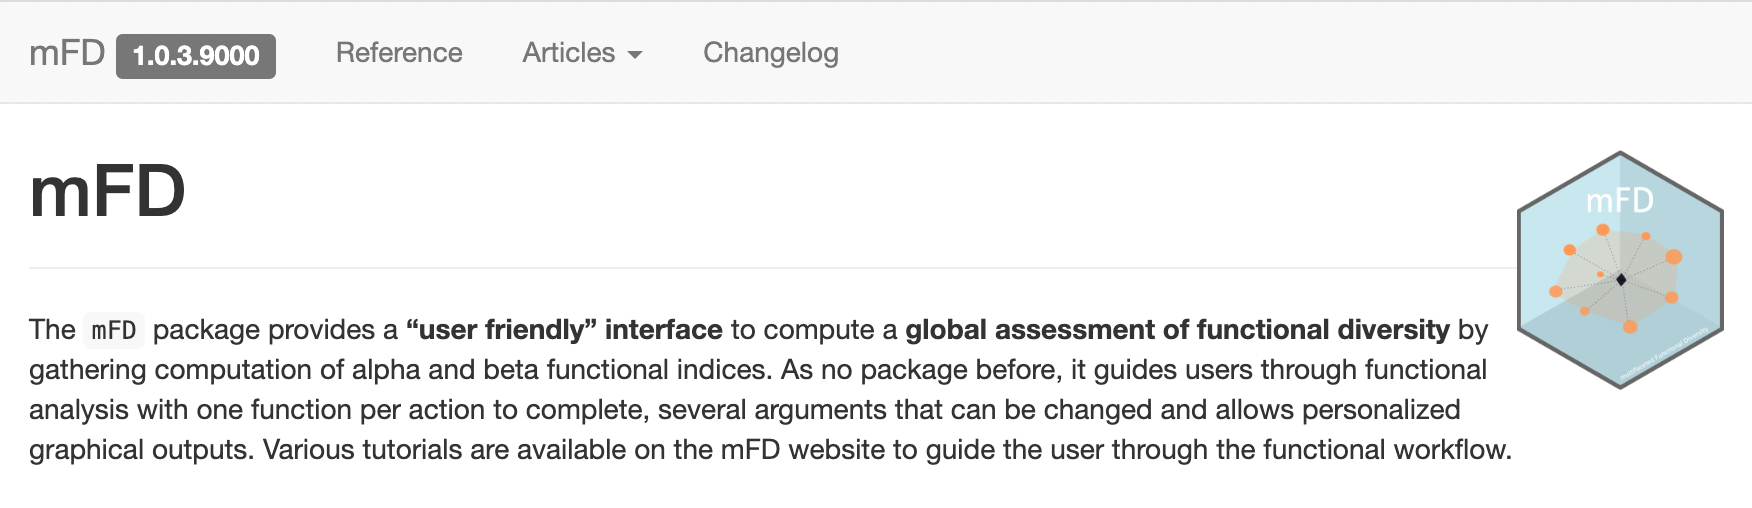 mFD 1.0.3.9000 Reference Articles Changelog
mFD
mFD
The mFD package provides a “user friendly” interface to compute a global assessment of functional diversity by
gathering computation of alpha and beta functional indices. As no package before, it guides users through functional
analysis with one function per action to complete, several arguments that can be changed and allows personalized
graphical outputs. Various tutorials are available on the mFD website to guide the user through the functional workflow.
Multifaceted Functional Diversity